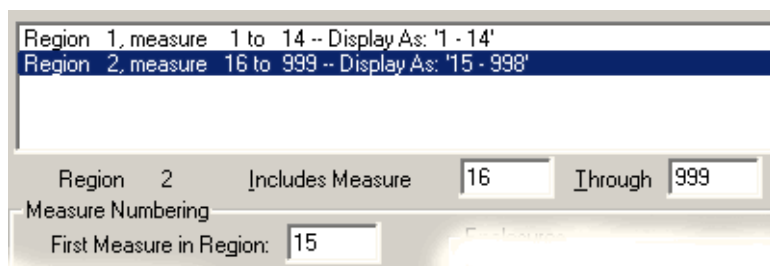 Region 1, measure 1 to 14 -- Display As: '1 - 14'
Region 2, measure 16 to 999 -- Display As: '15 - 998'
Region 2 Includes Measure 16 Through 999
Measure Numbering
First Measure in Region: 15